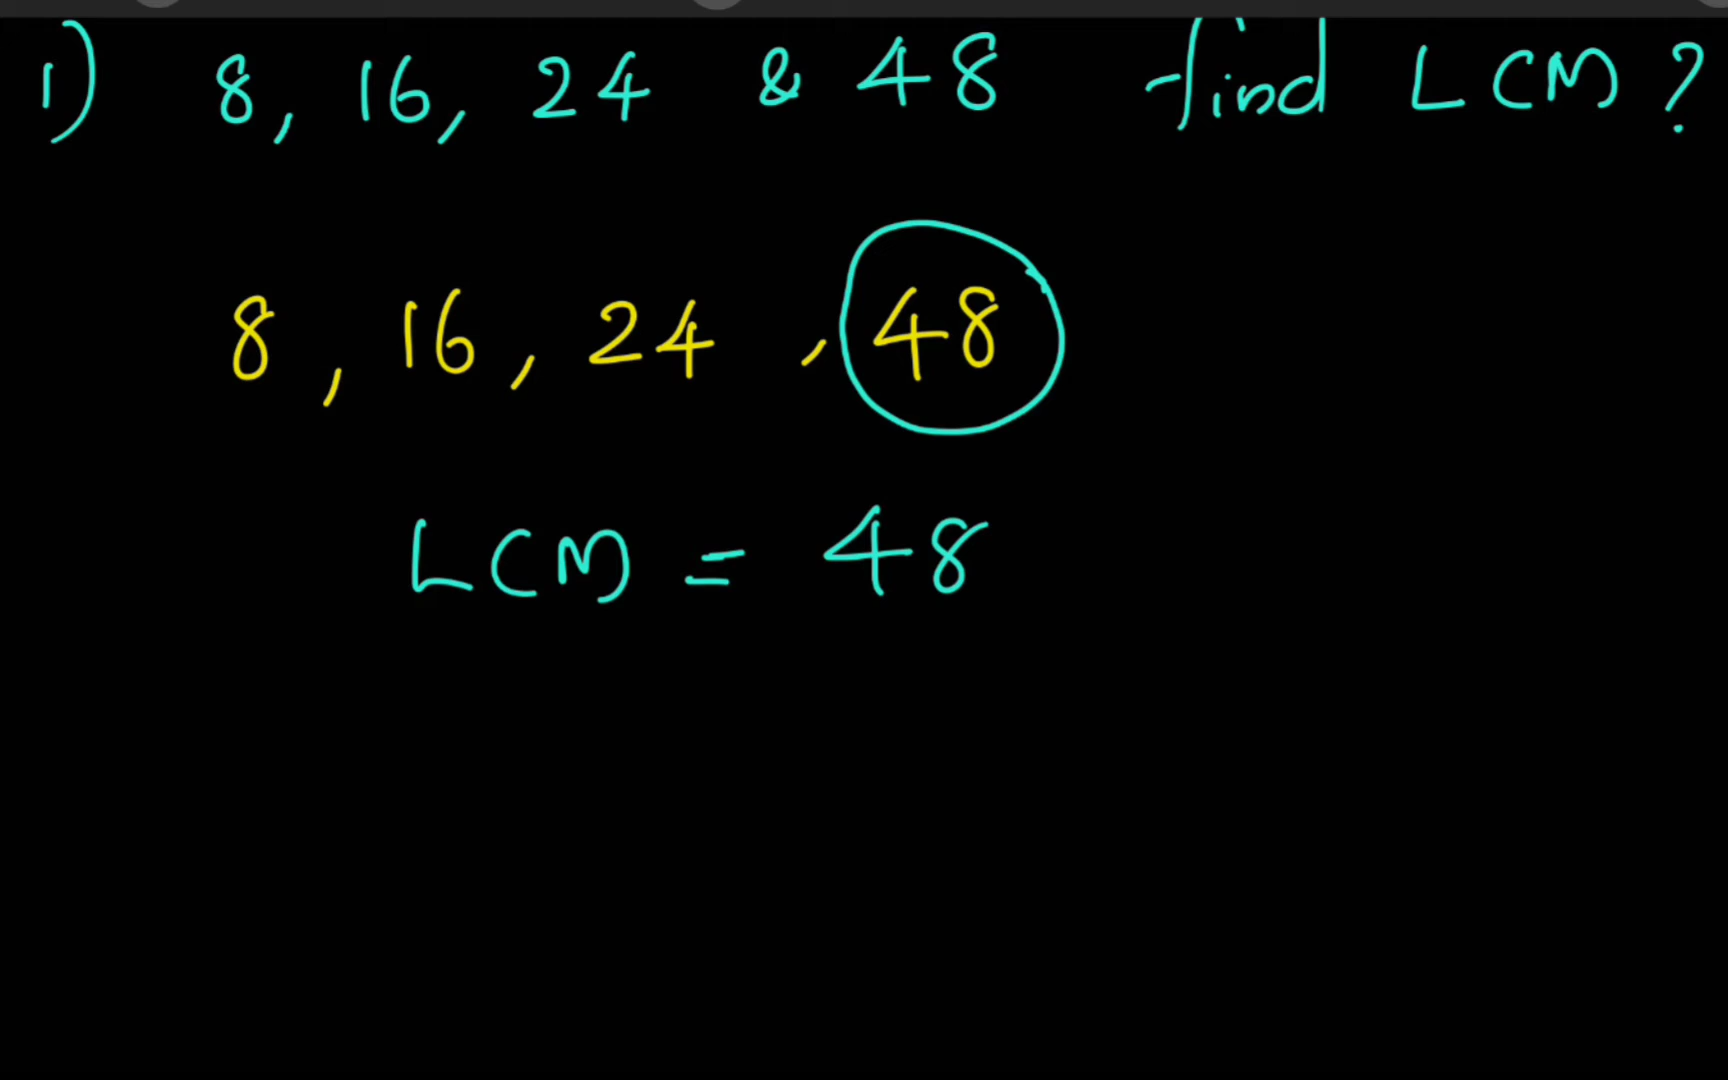 1) 8, 16, 24 & 48 find LCM?
8, 16, 24, 48
LCM = 48